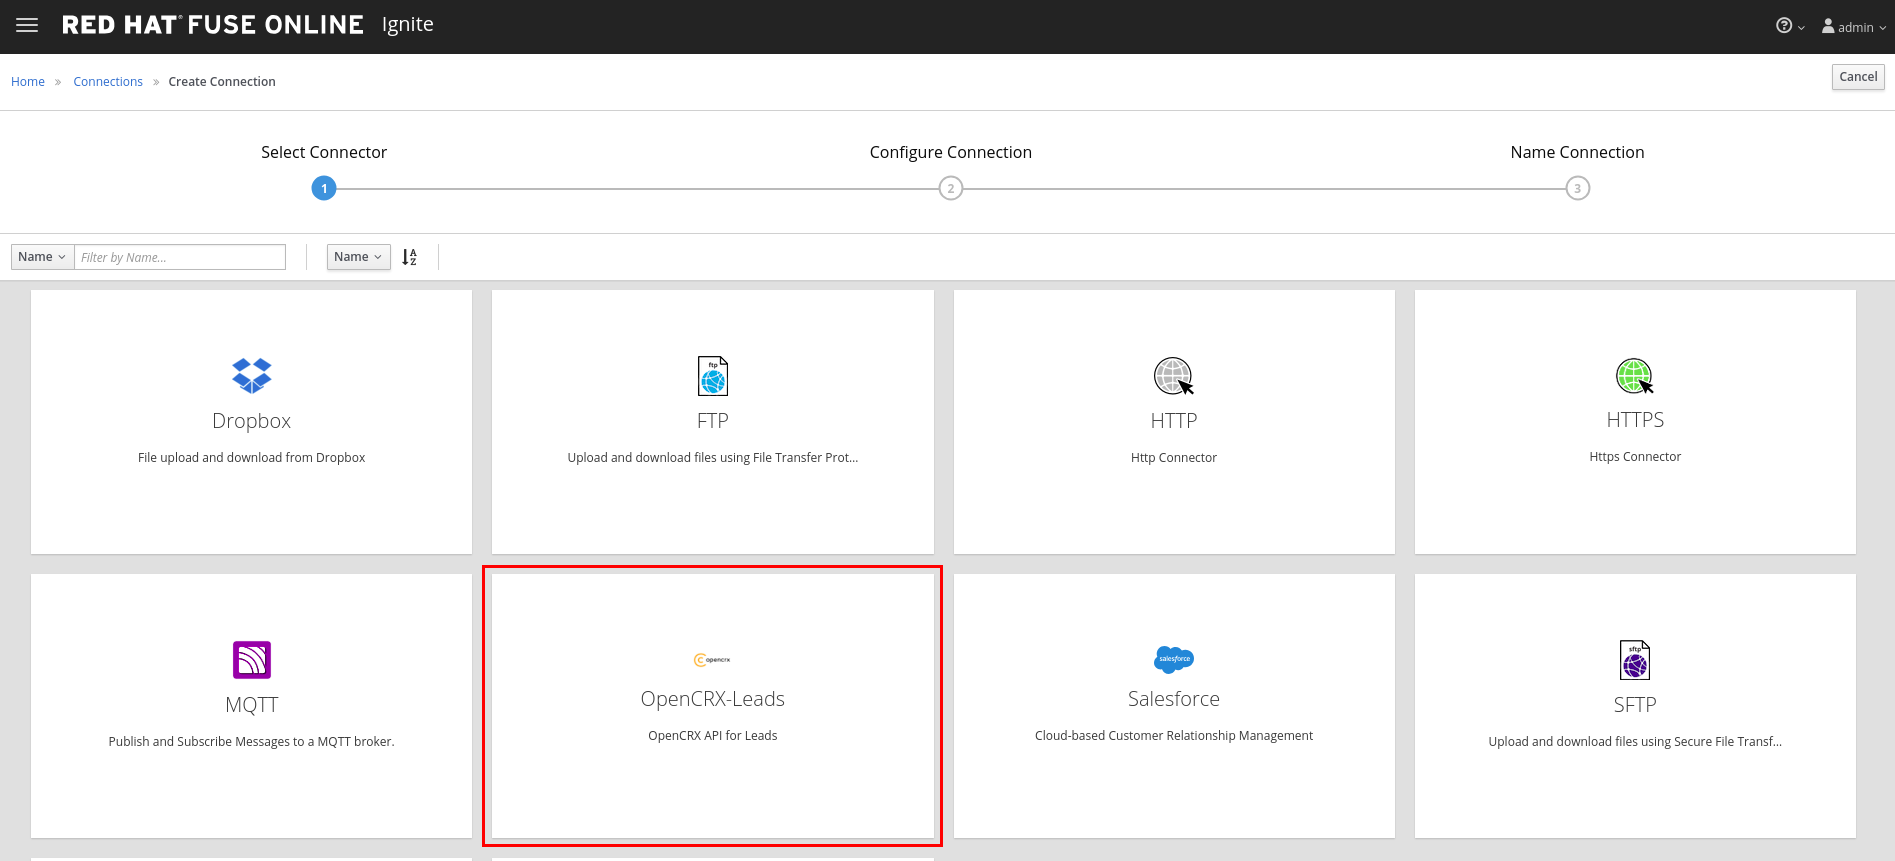 RED HAT® FUSE ONLINE Ignite
? admin
Home » Connections » Create Connection
Cancel
Select Connector
Configure Connection
Name Connection
1
2
3
Name Filter by Name... Name A Z
Dropbox
File upload and download from Dropbox
ftp
FTP
Upload and download files using File Transfer Prot...
HTTP
Http Connector
HTTPS
Https Connector
MQTT
Publish and Subscribe Messages to a MQTT broker.
opencrx
OpenCRX-Leads
OpenCRX API for Leads
salesforce
Salesforce
Cloud-based Customer Relationship Management
sftp
SFTP
Upload and download files using Secure File Transf...